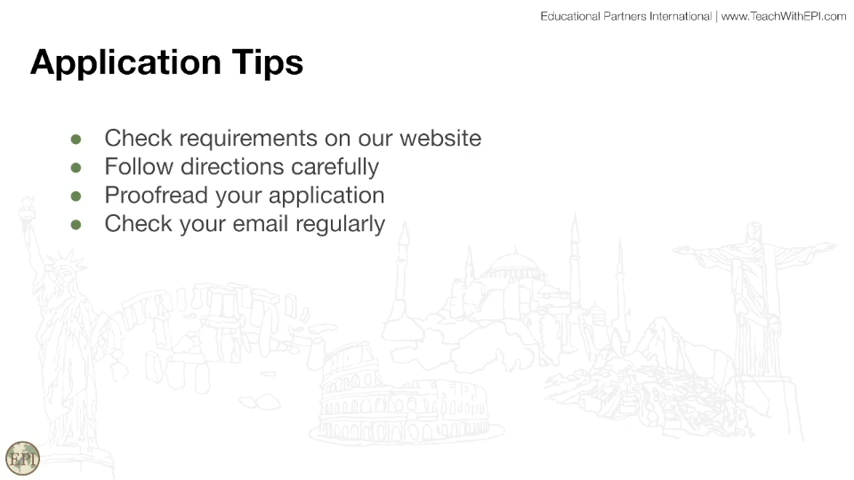 Educational Partners International | www.TeachWithEPI.com
Application Tips
● Check requirements on our website
● Follow directions carefully
● Proofread your application
● Check your email regularly
EPI